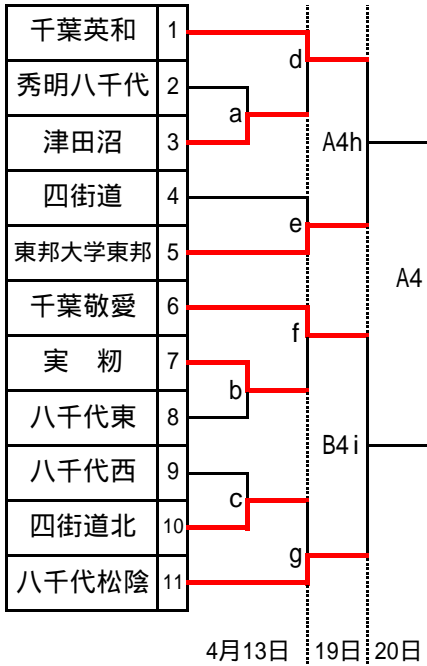 千葉英和 1
秀明八千代 2
津田沼 3
四街道 4
東邦大学東邦 5
千葉敬愛 6
実　籾 7
八千代東 8
八千代西 9
四街道北 10
八千代松陰 11
d
a
A4h
e
A4
f
b
B4i
c
g
4月13日 19日 20日